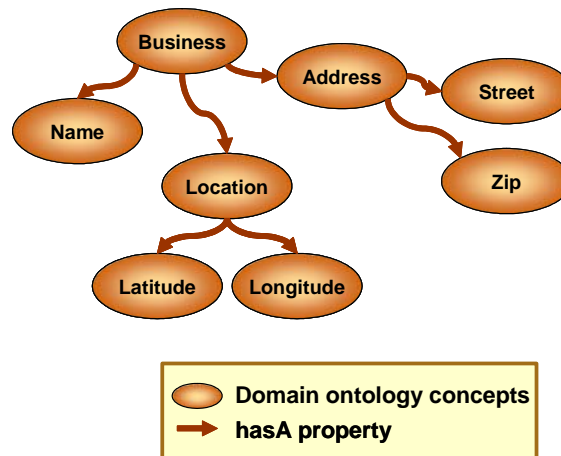 Business
Address
Street
Name
Location
Zip
Latitude
Longitude
Domain ontology concepts
hasA property